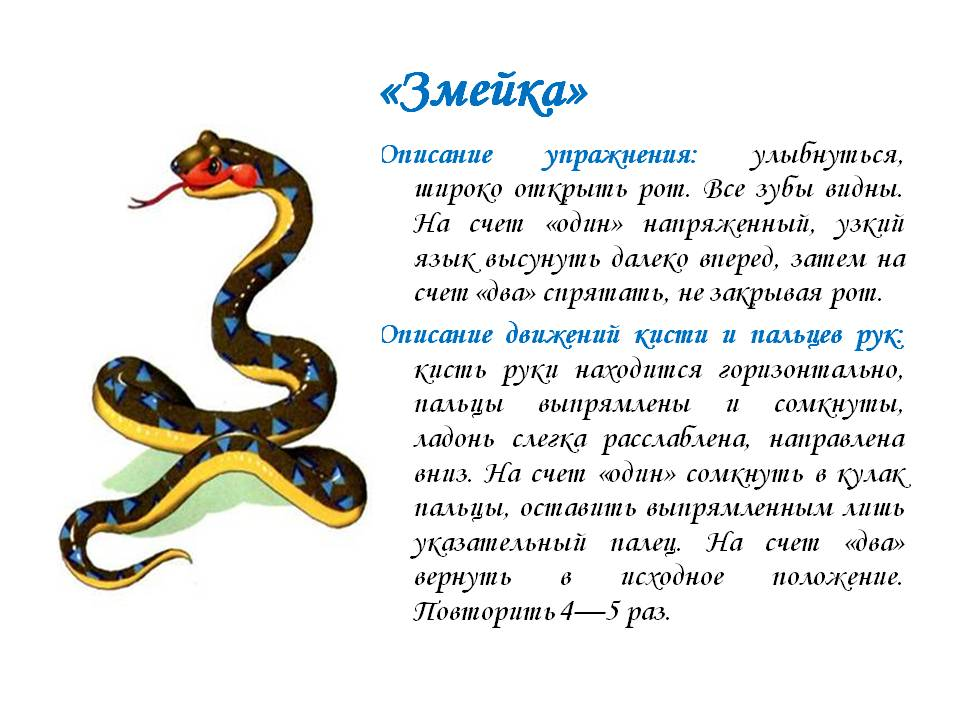 «Змейка»
Описание упражнения: улыбнуться,
широко открыть рот. Все зубы видны.
На счет «один» напряженный, узкий
язык высунуть далеко вперед, затем на
счет «два» спрятать, не закрывая рот.
Описание движений кисти и пальцев рук:
кисть руки находится горизонтально,
пальцы выпрямлены и сомкнуты,
ладонь слегка расслаблена, направлена
вниз. На счет «один» сомкнуть в кулак
пальцы, оставить выпрямленным лишь
указательный палец. На счет «два»
вернуть в исходное положение.
Повторить 4—5 раз.